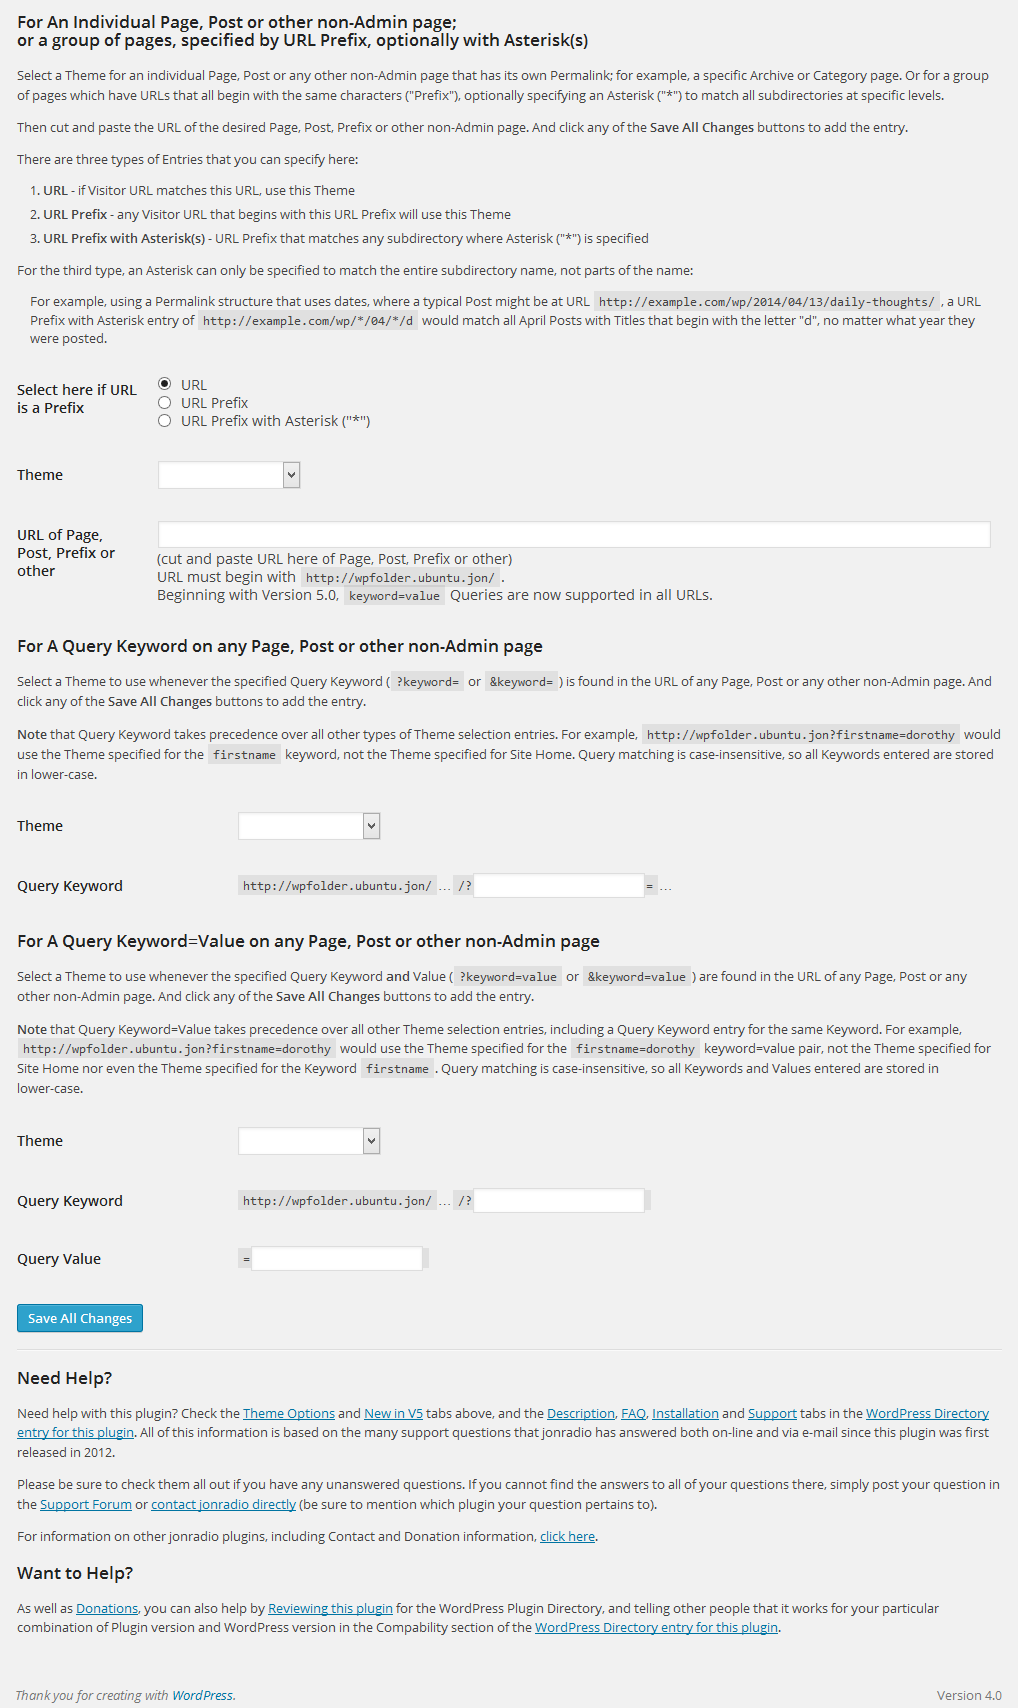 For An Individual Page, Post or other non-Admin page;
or a group of pages, specified by URL Prefix, optionally with Asterisk(s)
Select a Theme for an individual Page, Post or any other non-Admin page that has its own Permalink; for example, a specific Archive or Category page. Or for a group
of pages which have URLs that all begin with the same characters ("Prefix"), optionally specifying an Asterisk ("*") to match all subdirectories at specific levels.
Then cut and paste the URL of the desired Page, Post, Prefix or other non-Admin page. And click any of the Save All Changes buttons to add the entry.
There are three types of Entries that you can specify here:
1. URL - if Visitor URL matches this URL, use this Theme
2. URL Prefix - any Visitor URL that begins with this URL Prefix will use this Theme
3. URL Prefix with Asterisk(s) - URL Prefix that matches any subdirectory where Asterisk ("*") is specified
For the third type, an Asterisk can only be specified to match the entire subdirectory name, not parts of the name:
For example, using a Permalink structure that uses dates, where a typical Post might be at URL http://example.com/wp/2014/04/13/daily-thoughts/ , a URL
Prefix with Asterisk entry of http://example.com/wp/*/04/*/d would match all April Posts with Titles that begin with the letter "d", no matter what year they
were posted.
Select here if URL
is a Prefix
URL
URL Prefix
URL Prefix with Asterisk ("*")
Theme
URL of Page,
Post, Prefix or
other
(cut and paste URL here of Page, Post, Prefix or other)
URL must begin with http://wpfolder.ubuntu.jon/ .
Beginning with Version 5.0, keyword=value Queries are now supported in all URLs.
For A Query Keyword on any Page, Post or other non-Admin page
Select a Theme to use whenever the specified Query Keyword ( ?keyword= or &keyword= ) is found in the URL of any Page, Post or any other non-Admin page. And
click any of the Save All Changes buttons to add the entry.
Note that Query Keyword takes precedence over all other types of Theme selection entries. For example, http://wpfolder.ubuntu.jon?firstname=dorothy would
use the Theme specified for the firstname keyword, not the Theme specified for Site Home. Query matching is case-insensitive, so all Keywords entered are stored
in lower-case.
Theme
Query Keyword http://wpfolder.ubuntu.jon/ ... /? = ...
For A Query Keyword=Value on any Page, Post or other non-Admin page
Select a Theme to use whenever the specified Query Keyword and Value ( ?keyword=value or &keyword=value ) are found in the URL of any Page, Post or any
other non-Admin page. And click any of the Save All Changes buttons to add the entry.
Note that Query Keyword=Value takes precedence over all other Theme selection entries, including a Query Keyword entry for the same Keyword. For example,
http://wpfolder.ubuntu.jon?firstname=dorothy would use the Theme specified for the firstname=dorothy keyword=value pair, not the Theme specified for
Site Home nor even the Theme specified for the Keyword firstname . Query matching is case-insensitive, so all Keywords and Values entered are stored in
lower-case.
Theme
Query Keyword http://wpfolder.ubuntu.jon/ ... /?
Query Value =
Save All Changes
Need Help?
Need help with this plugin? Check the Theme Options and New in V5 tabs above, and the Description, FAQ, Installation and Support tabs in the WordPress Directory
entry for this plugin. All of this information is based on the many support questions that jonradio has answered both on-line and via e-mail since this plugin was first
released in 2012.
Please be sure to check them all out if you have any unanswered questions. If you cannot find the answers to all of your questions there, simply post your question in
the Support Forum or contact jonradio directly (be sure to mention which plugin your question pertains to).
For information on other jonradio plugins, including Contact and Donation information, click here.
Want to Help?
As well as Donations, you can also help by Reviewing this plugin for the WordPress Plugin Directory, and telling other people that it works for your particular
combination of Plugin version and WordPress version in the Compability section of the WordPress Directory entry for this plugin.
Thank you for creating with WordPress.
Version 4.0